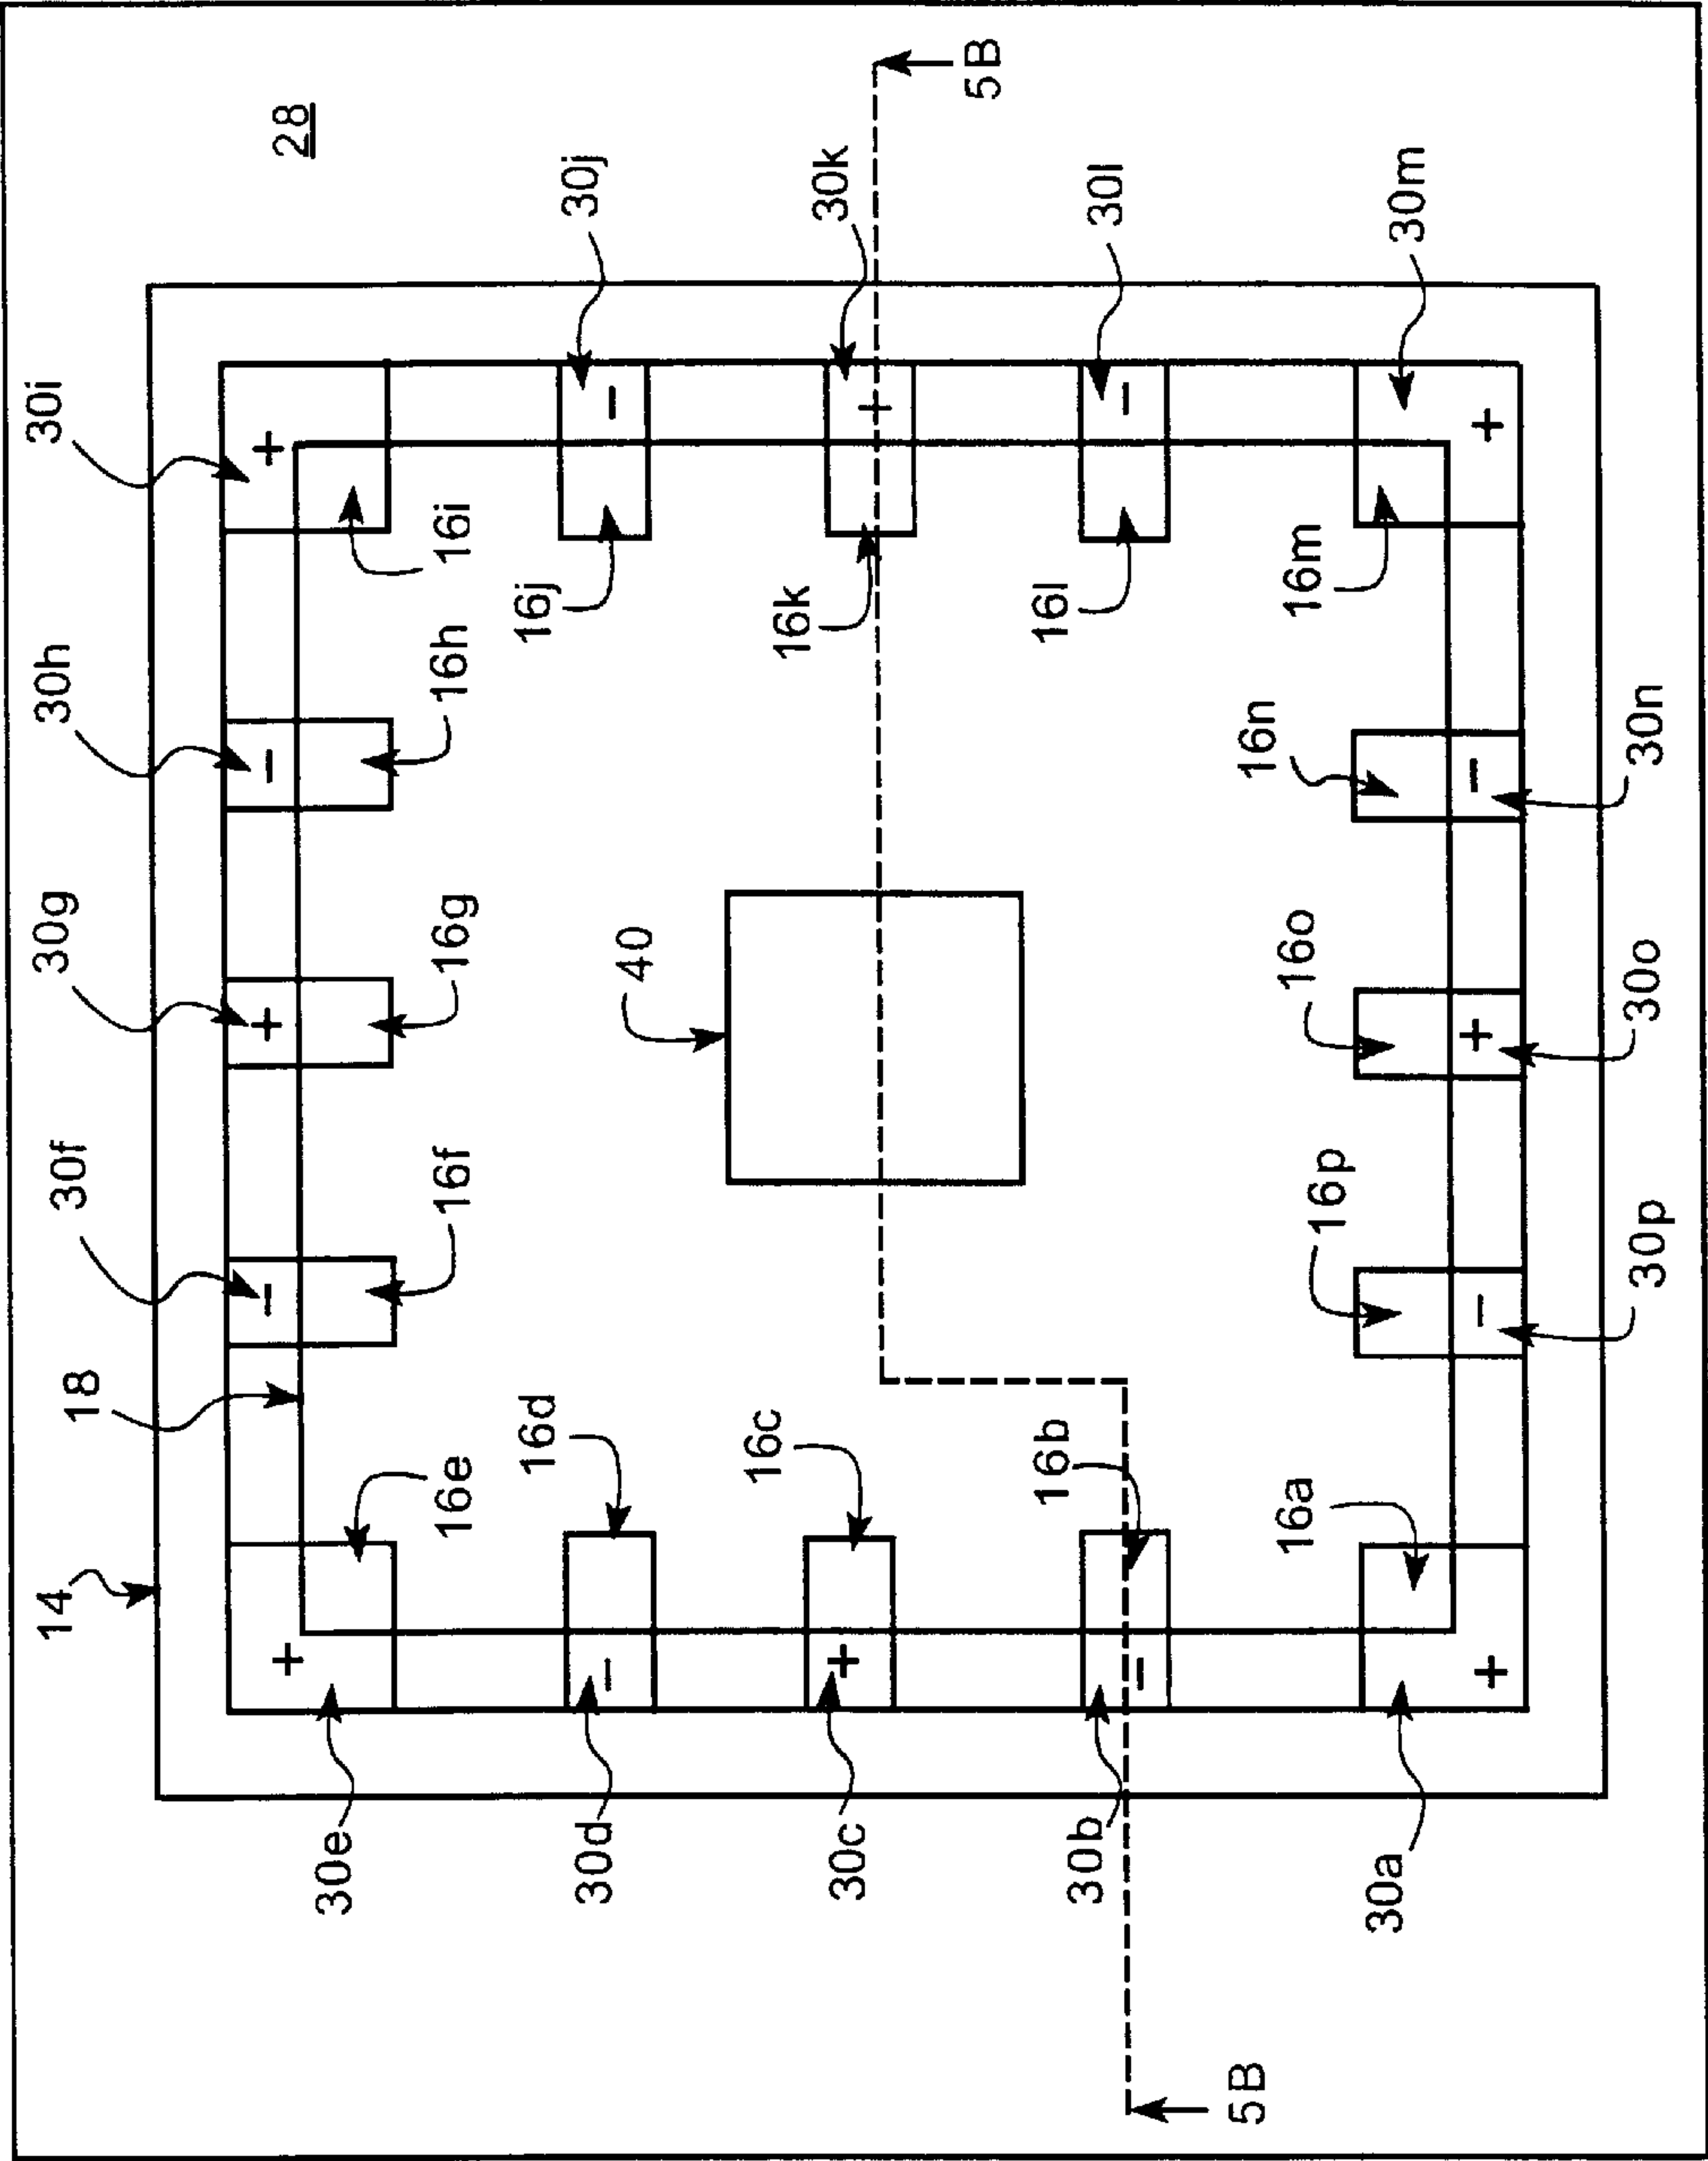 14
18
30f
30g
30h
30i
+
−
+
−
+
28
30e
16e
16f
16g
16h
16i
16d
16j
30j
30d
−
−
40
16c
16k
30k
30c
+
+
5B
16b
16l
30l
30b
−
−
5B
16a
16p
16o
16n
16m
30a
30m
+
−
+
−
+
30p
30o
30n